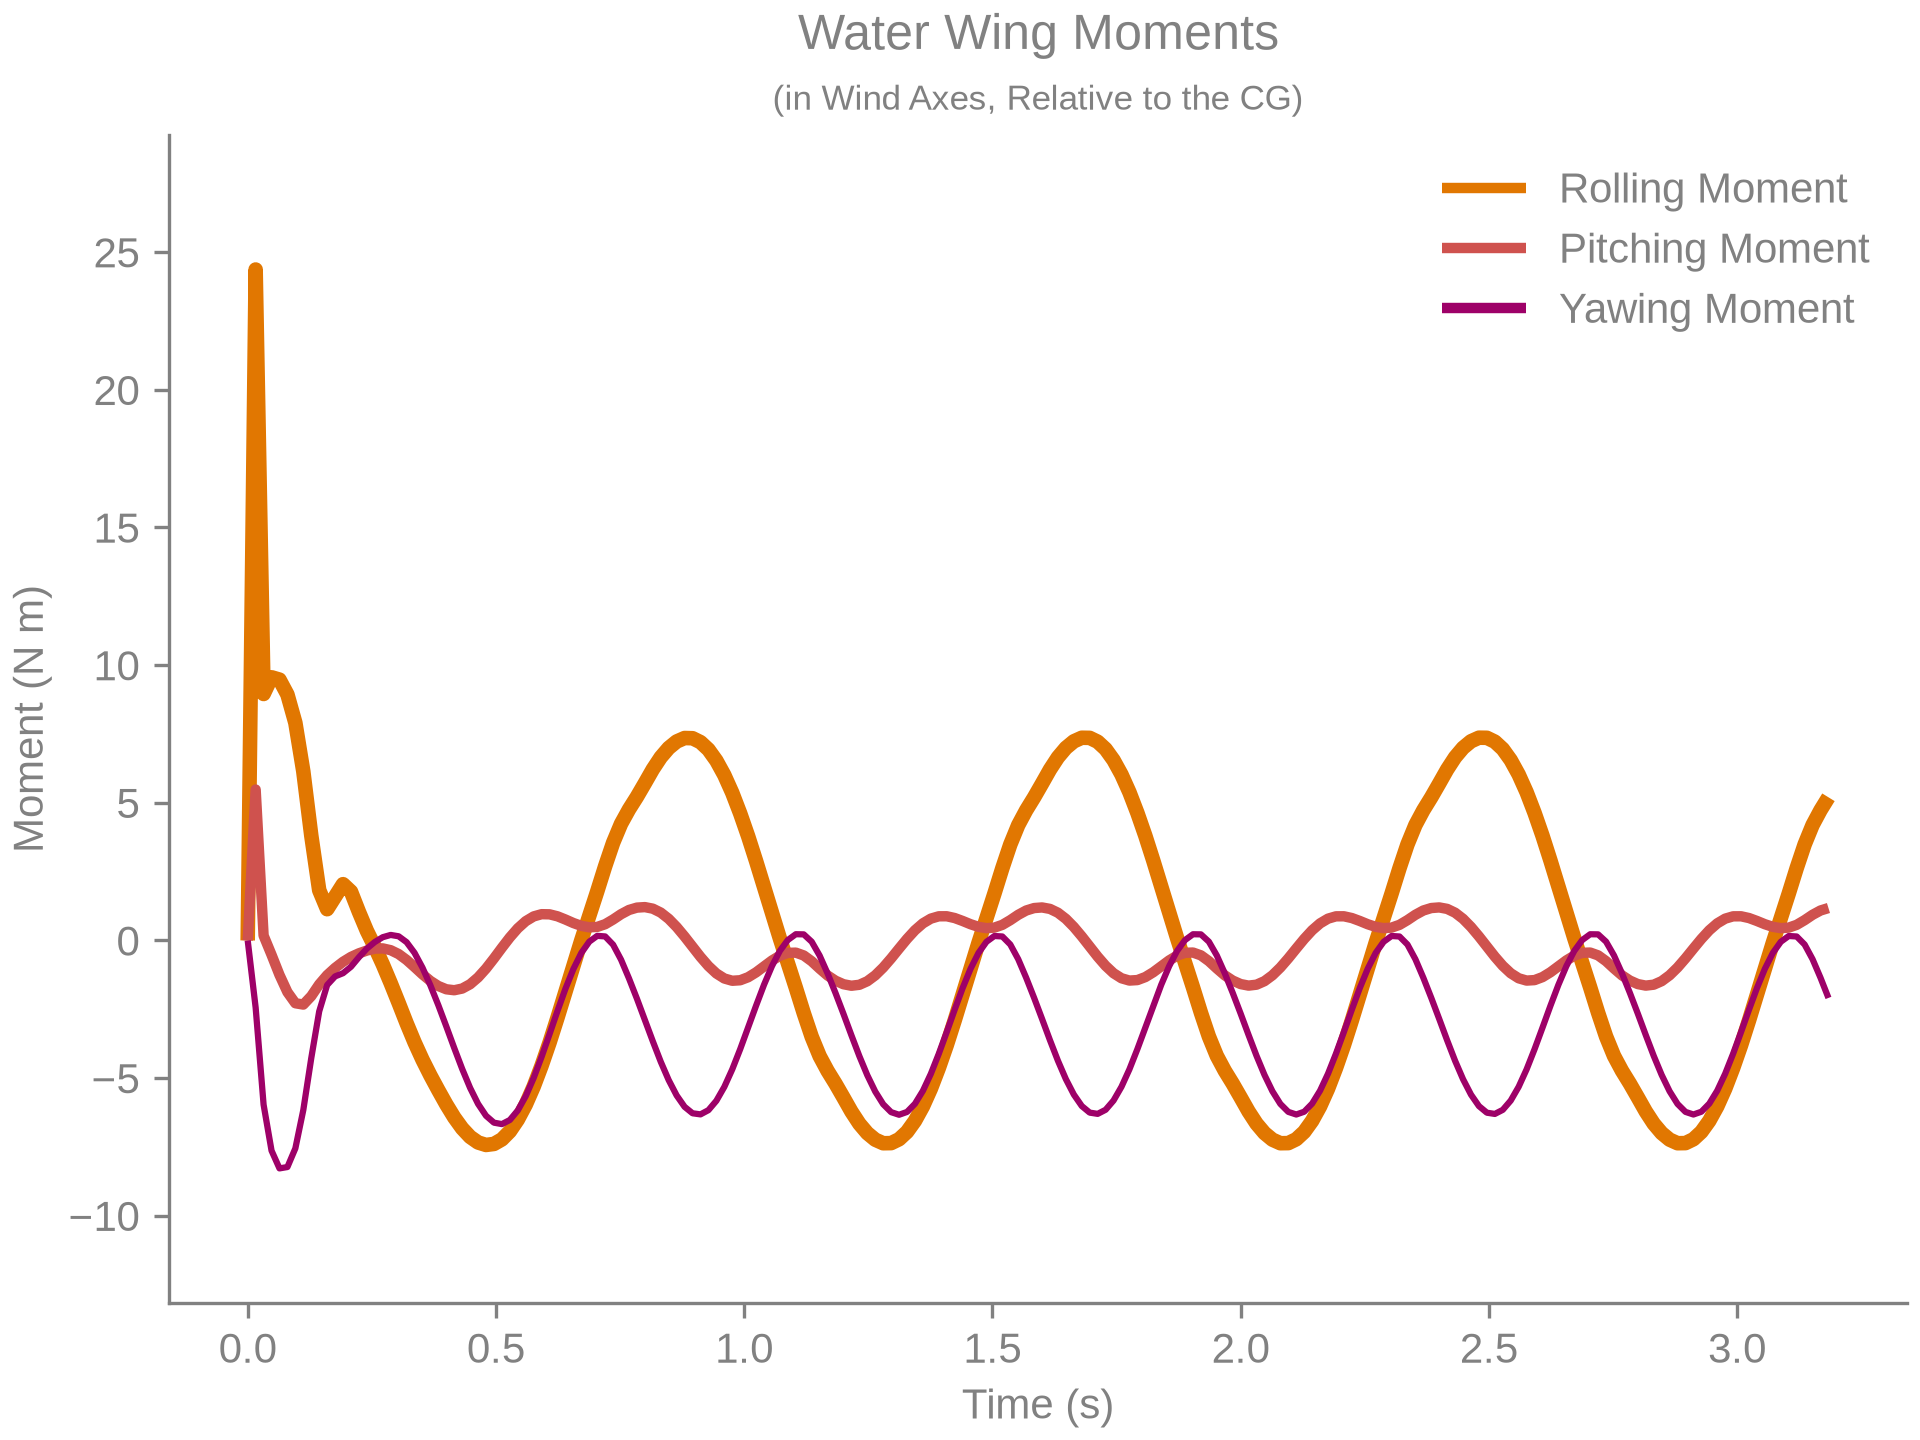 Water Wing Moments
(in Wind Axes, Relative to the CG)
Rolling Moment
Pitching Moment
Yawing Moment
25
20
15
10
5
0
−5
−10
Moment (N m)
0.0 0.5 1.0 1.5 2.0 2.5 3.0
Time (s)